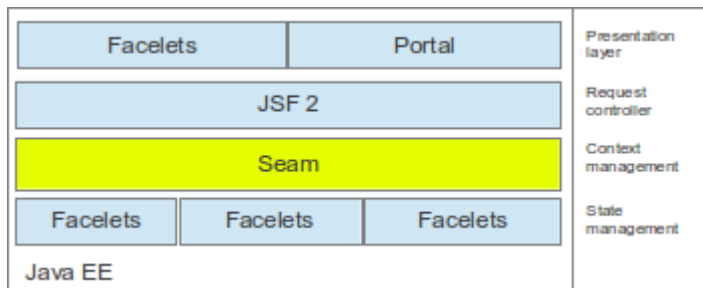 Facelets Portal
Presentation
layer
JSF 2
Request
controller
Seam
Context
management
Facelets Facelets Facelets
State
management
Java EE